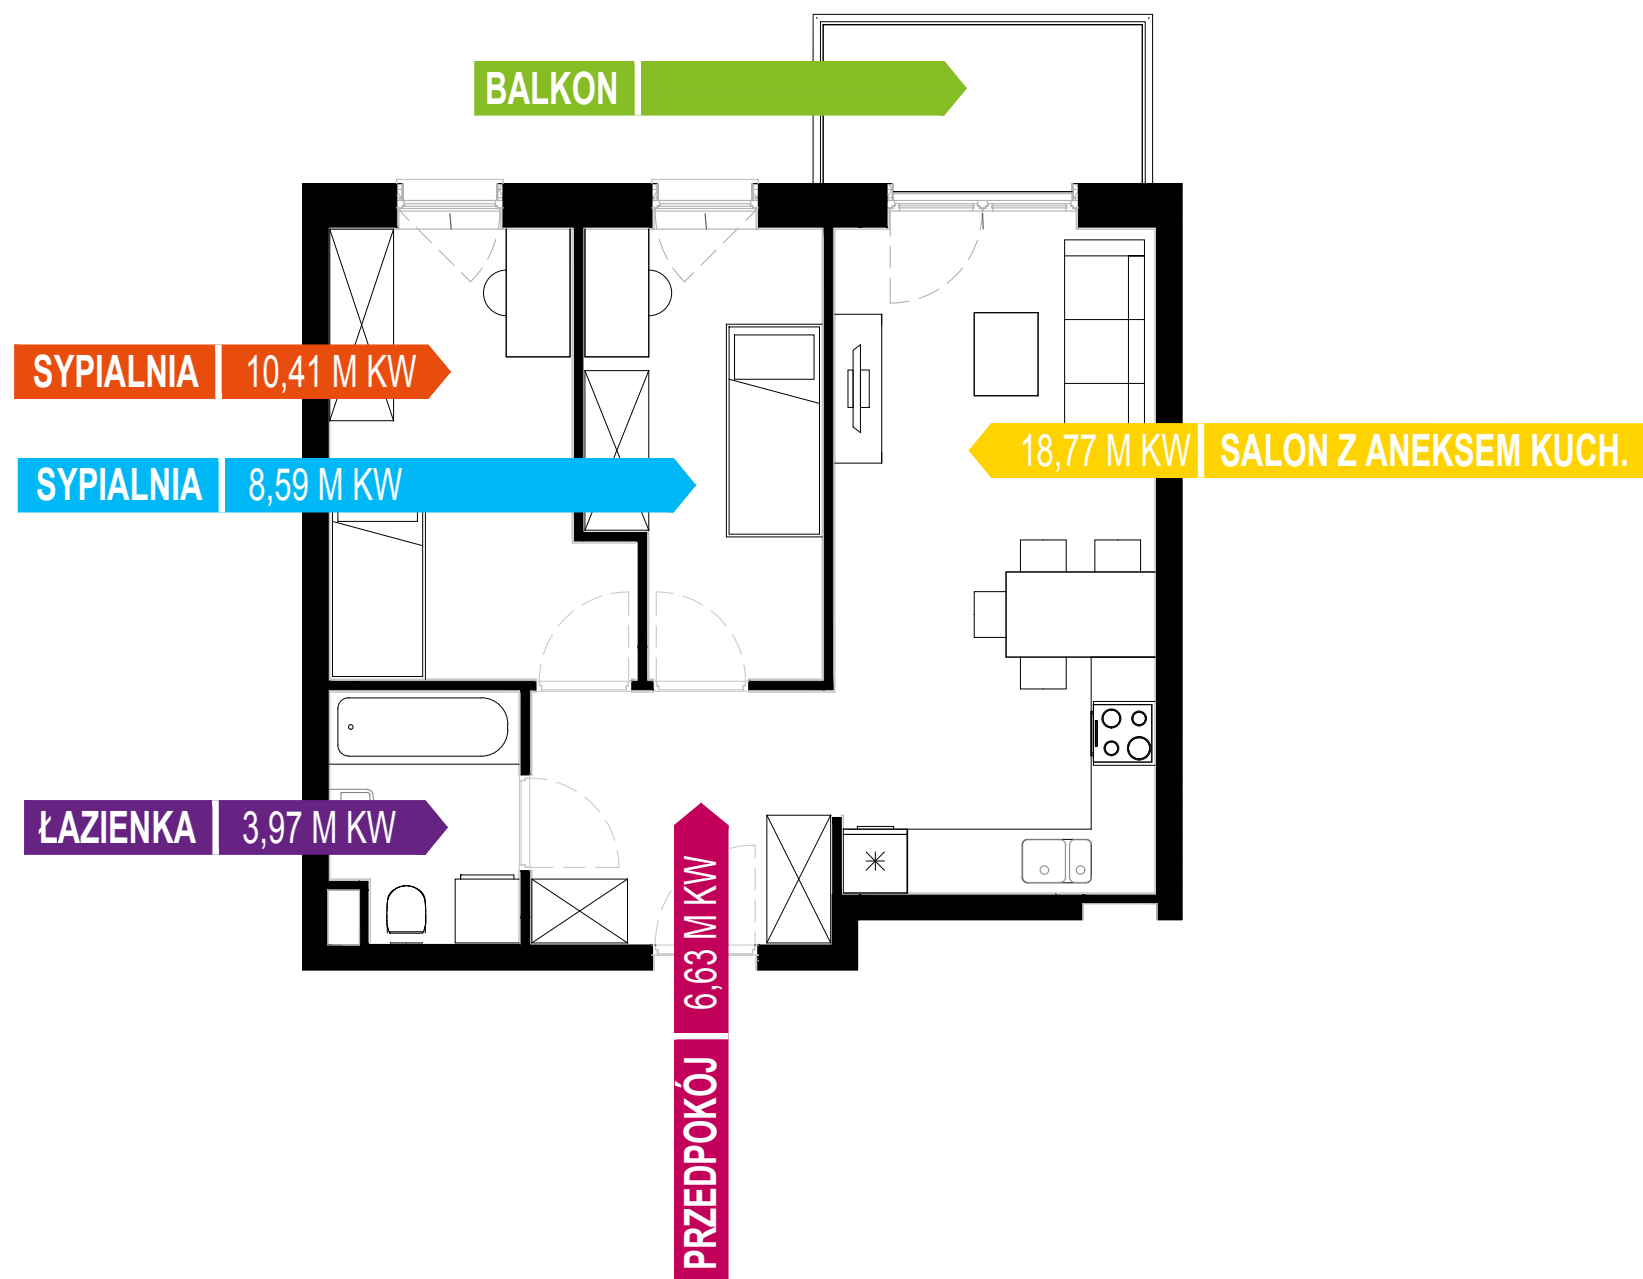 BALKON
SYPIALNIA 10,41 M KW
18,77 M KW SALON Z ANEKSEM KUCH.
SYPIALNIA 8,59 M KW
ŁAZIENKA 3,97 M KW
PRZEDPOKÓJ 6,63 M KW